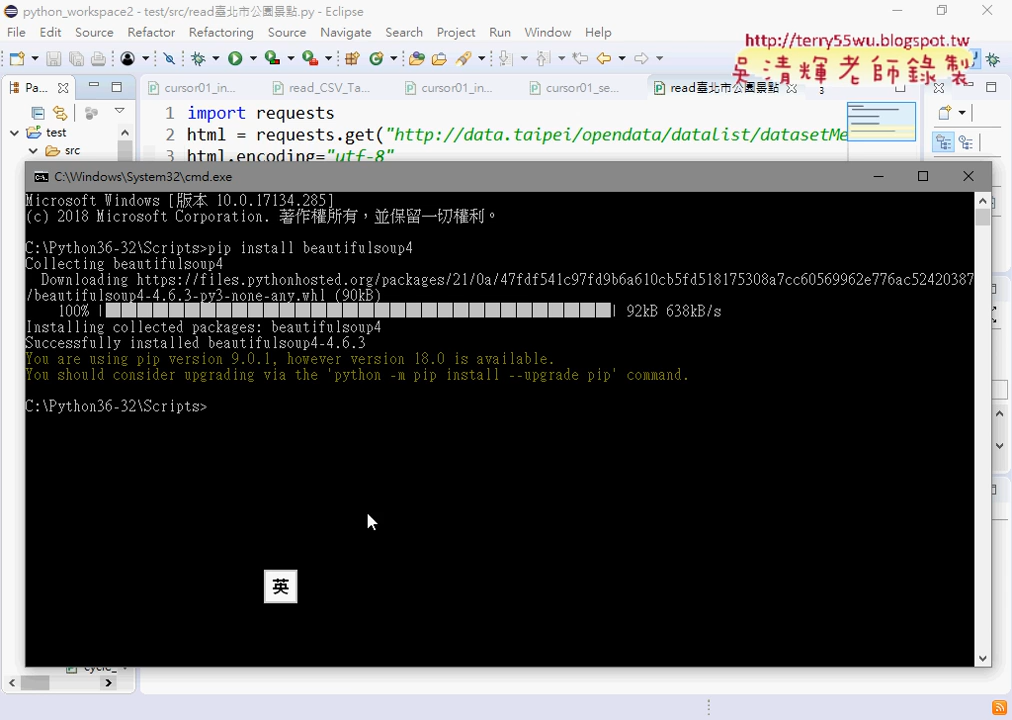 python_workspace2 - test/src/read臺北市公園景點.py - Eclipse
File Edit Source Refactor Refactoring Source Navigate Search Project Run Window Help
http://terry55wu.blogspot.tw
吳清輝老師錄製
Pa...
cursor01_in...
read_CSV_Ta...
cursor01_in...
cursor01_se...
read臺北市公園景點
3
test
src
1 import requests
2 html = requests.get("http://data.taipei/opendata/datalist/datasetMe
3 html.encoding="utf-8"
C:\Windows\System32\cmd.exe
Microsoft Windows [版本 10.0.17134.285]
(c) 2018 Microsoft Corporation. 著作權所有，並保留一切權利。
C:\Python36-32\Scripts>pip install beautifulsoup4
Collecting beautifulsoup4
Downloading https://files.pythonhosted.org/packages/21/0a/47fdf541c97fd9b6a610cb5fd518175308a7cc60569962e776ac52420387
/beautifulsoup4-4.6.3-py3-none-any.whl (90kB)
100% | | 92kB 638kB/s
Installing collected packages: beautifulsoup4
Successfully installed beautifulsoup4-4.6.3
You are using pip version 9.0.1, however version 18.0 is available.
You should consider upgrading via the 'python -m pip install --upgrade pip' command.
C:\Python36-32\Scripts>
英